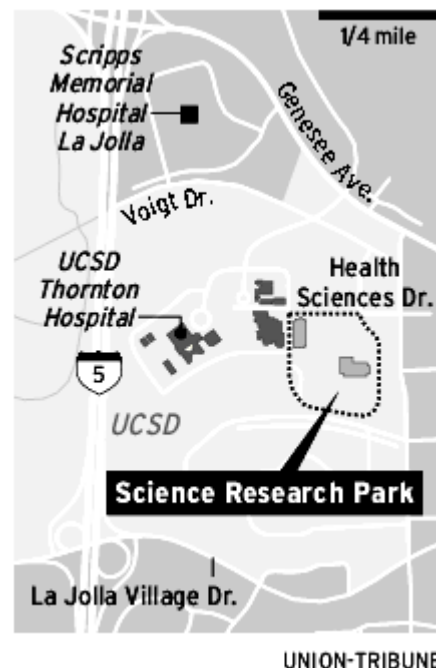 1/4 mile
Scripps
Memorial
Hospital
La Jolla
Genesee Ave.
Voigt Dr.
UCSD
Thornton
Hospital
Health
Sciences Dr.
5
UCSD
Science Research Park
La Jolla Village Dr.
UNION-TRIBUNE